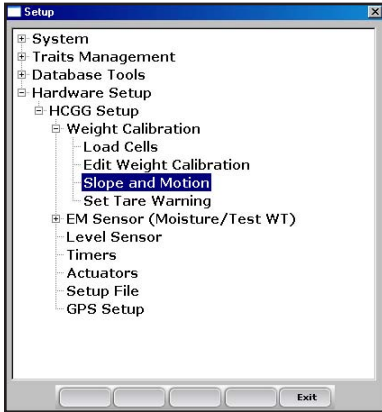 Setup
System
Traits Management
Database Tools
Hardware Setup
HCGG Setup
Weight Calibration
Load Cells
Edit Weight Calibration
Slope and Motion
Set Tare Warning
EM Sensor (Moisture/Test WT)
Level Sensor
Timers
Actuators
Setup File
GPS Setup
Exit